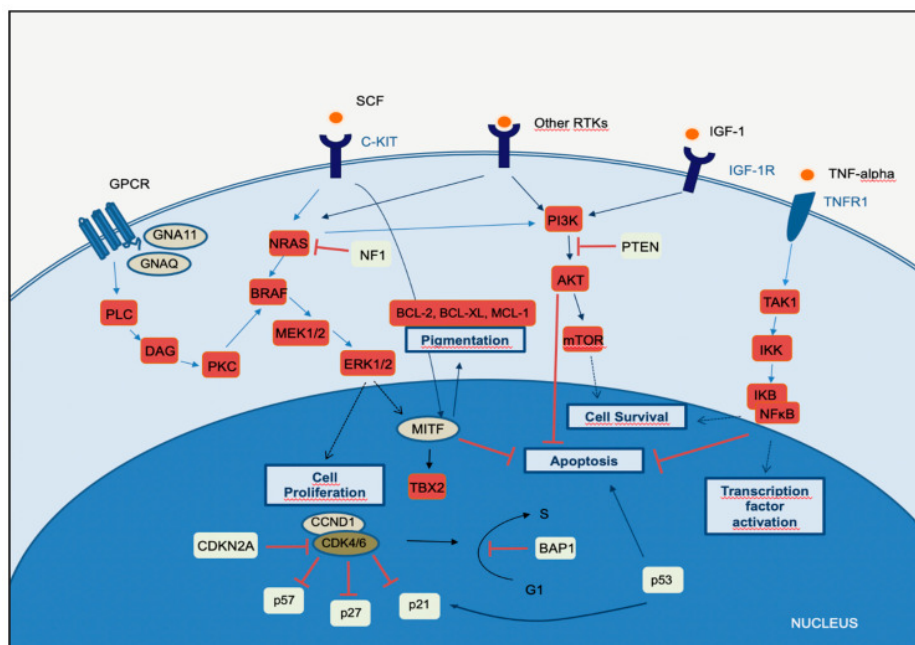 SCF
C-KIT
Other RTKs
IGF-1
IGF-1R
TNF-alpha
TNFR1
GPCR
GNA11
GNAQ
NRAS
NF1
PI3K
PTEN
BRAF
AKT
PLC
TAK1
MEK1/2
BCL-2, BCL-XL, MCL-1
Pigmentation
mTOR
DAG
PKC
ERK1/2
IKK
IKB
NFκB
Cell Survival
MITF
Apoptosis
Cell
Proliferation
TBX2
Transcription
factor
activation
CCND1
CDK4/6
CDKN2A
S
BAP1
G1
p53
p57
p27
p21
NUCLEUS